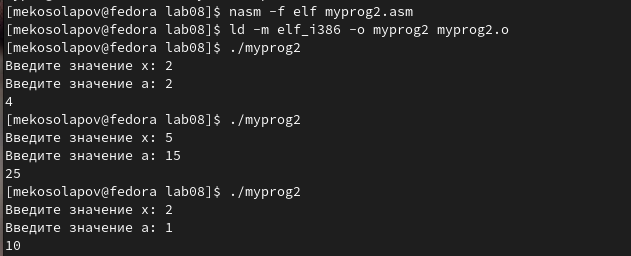 [mekosolapov@fedora lab08]$ nasm -f elf myprog2.asm
[mekosolapov@fedora lab08]$ ld -m elf_i386 -o myprog2 myprog2.o
[mekosolapov@fedora lab08]$ ./myprog2
Введите значение x: 2
Введите значение a: 2
4
[mekosolapov@fedora lab08]$ ./myprog2
Введите значение x: 5
Введите значение a: 15
25
[mekosolapov@fedora lab08]$ ./myprog2
Введите значение x: 2
Введите значение a: 1
10